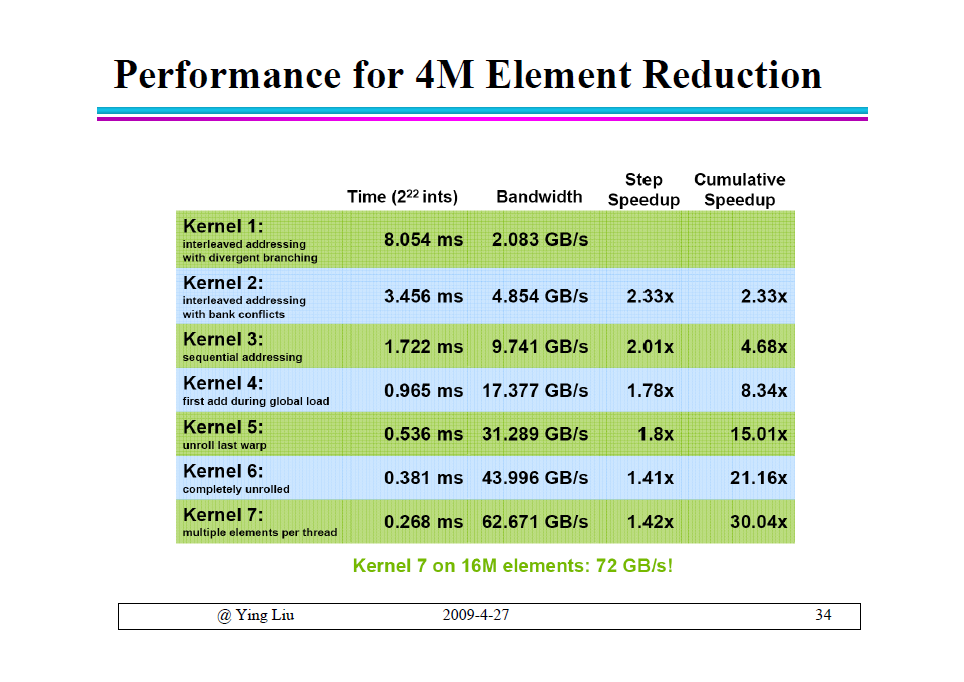 Performance for 4M Element Reduction
Time (2²² ints) Bandwidth Step Speedup Cumulative Speedup
Kernel 1:
interleaved addressing
with divergent branching
8.054 ms 2.083 GB/s
Kernel 2:
interleaved addressing
with bank conflicts
3.456 ms 4.854 GB/s 2.33x 2.33x
Kernel 3:
sequential addressing
1.722 ms 9.741 GB/s 2.01x 4.68x
Kernel 4:
first add during global load
0.965 ms 17.377 GB/s 1.78x 8.34x
Kernel 5:
unroll last warp
0.536 ms 31.289 GB/s 1.8x 15.01x
Kernel 6:
completely unrolled
0.381 ms 43.996 GB/s 1.41x 21.16x
Kernel 7:
multiple elements per thread
0.268 ms 62.671 GB/s 1.42x 30.04x
Kernel 7 on 16M elements: 72 GB/s!
@ Ying Liu 2009-4-27 34